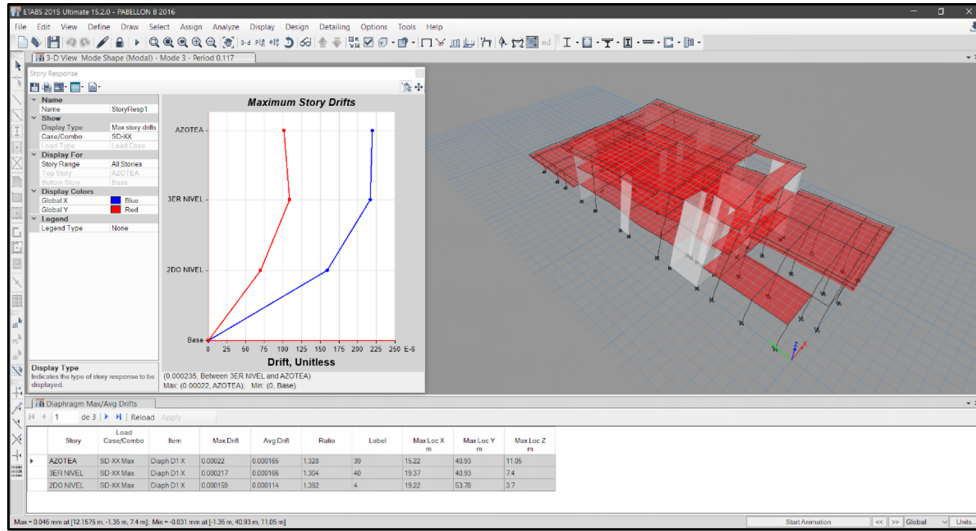 ETABS 2015 Ultimate 15.2.0 - PABELLON B 2016
File Edit View Define Draw Select Assign Analyze Display Design Detailing Options Tools Help
3-D View Mode Shape (Modal) - Mode 3 - Period 0.117
Story Response
Name
Name StoryResp1
Show
Display Type Max story drifts
Case/Combo SD-XX
Load Type Load Case
Display For
Story Range All Stories
Top Story AZOTEA
Bottom Story Base
Display Colors
Global X Blue
Global Y Red
Legend
Legend Type None
Maximum Story Drifts
AZOTEA
3ER NIVEL
2DO NIVEL
Base
0 25 50 75 100 125 150 175 200 225 250 E-6
Drift, Unitless
Display Type
Indicates the type of story response to be displayed.
(0.000235, Between 3ER NIVEL and AZOTEA)
Max: (0.00022, AZOTEA); Min: (0, Base)
Z X
Diaphragm Max/Avg Drifts
1 de 3 Reload Apply
Story Load Case/Combo Item Max Drift Avg Drift Ratio Label Max Loc X m Max Loc Y m Max Loc Z m
AZOTEA SD-XX Max Diaph D1 X 0.00022 0.000165 1.328 39 15.22 40.93 11.05
3ER NIVEL SD-XX Max Diaph D1 X 0.000217 0.000166 1.304 40 19.37 40.93 7.4
2DO NIVEL SD-XX Max Diaph D1 X 0.000159 0.000114 1.392 4 19.22 53.78 3.7
Max = 0.046 mm at [12.1575 m, -1.35 m, 7.4 m]; Min = -0.031 mm at [-1.35 m, 40.93 m, 11.05 m]
Start Animation << >> Global Units